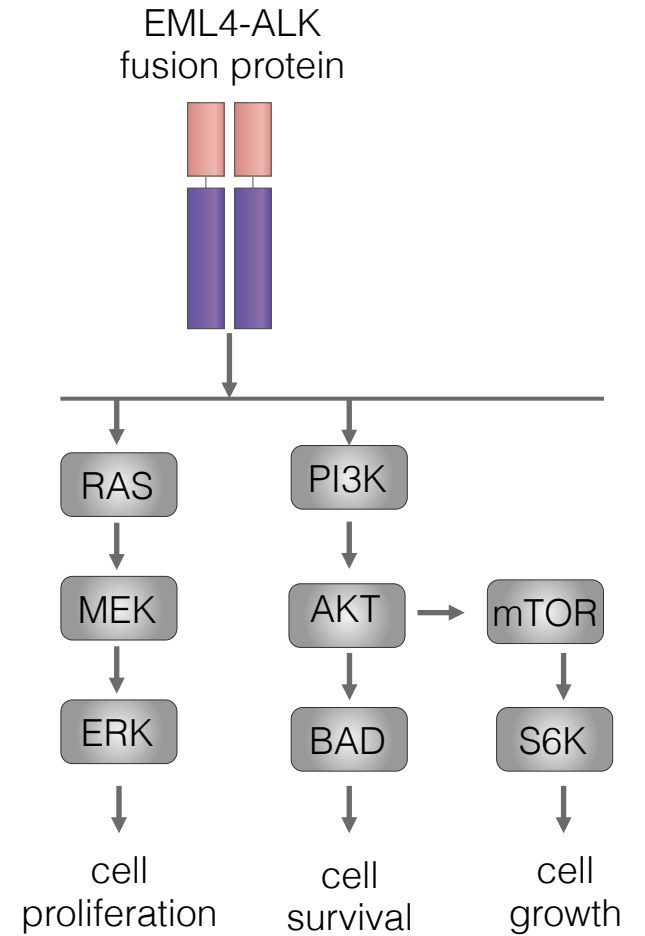 EML4-ALK
fusion protein
RAS
PI3K
MEK
AKT
mTOR
ERK
BAD
S6K
cell
proliferation
cell
survival
cell
growth